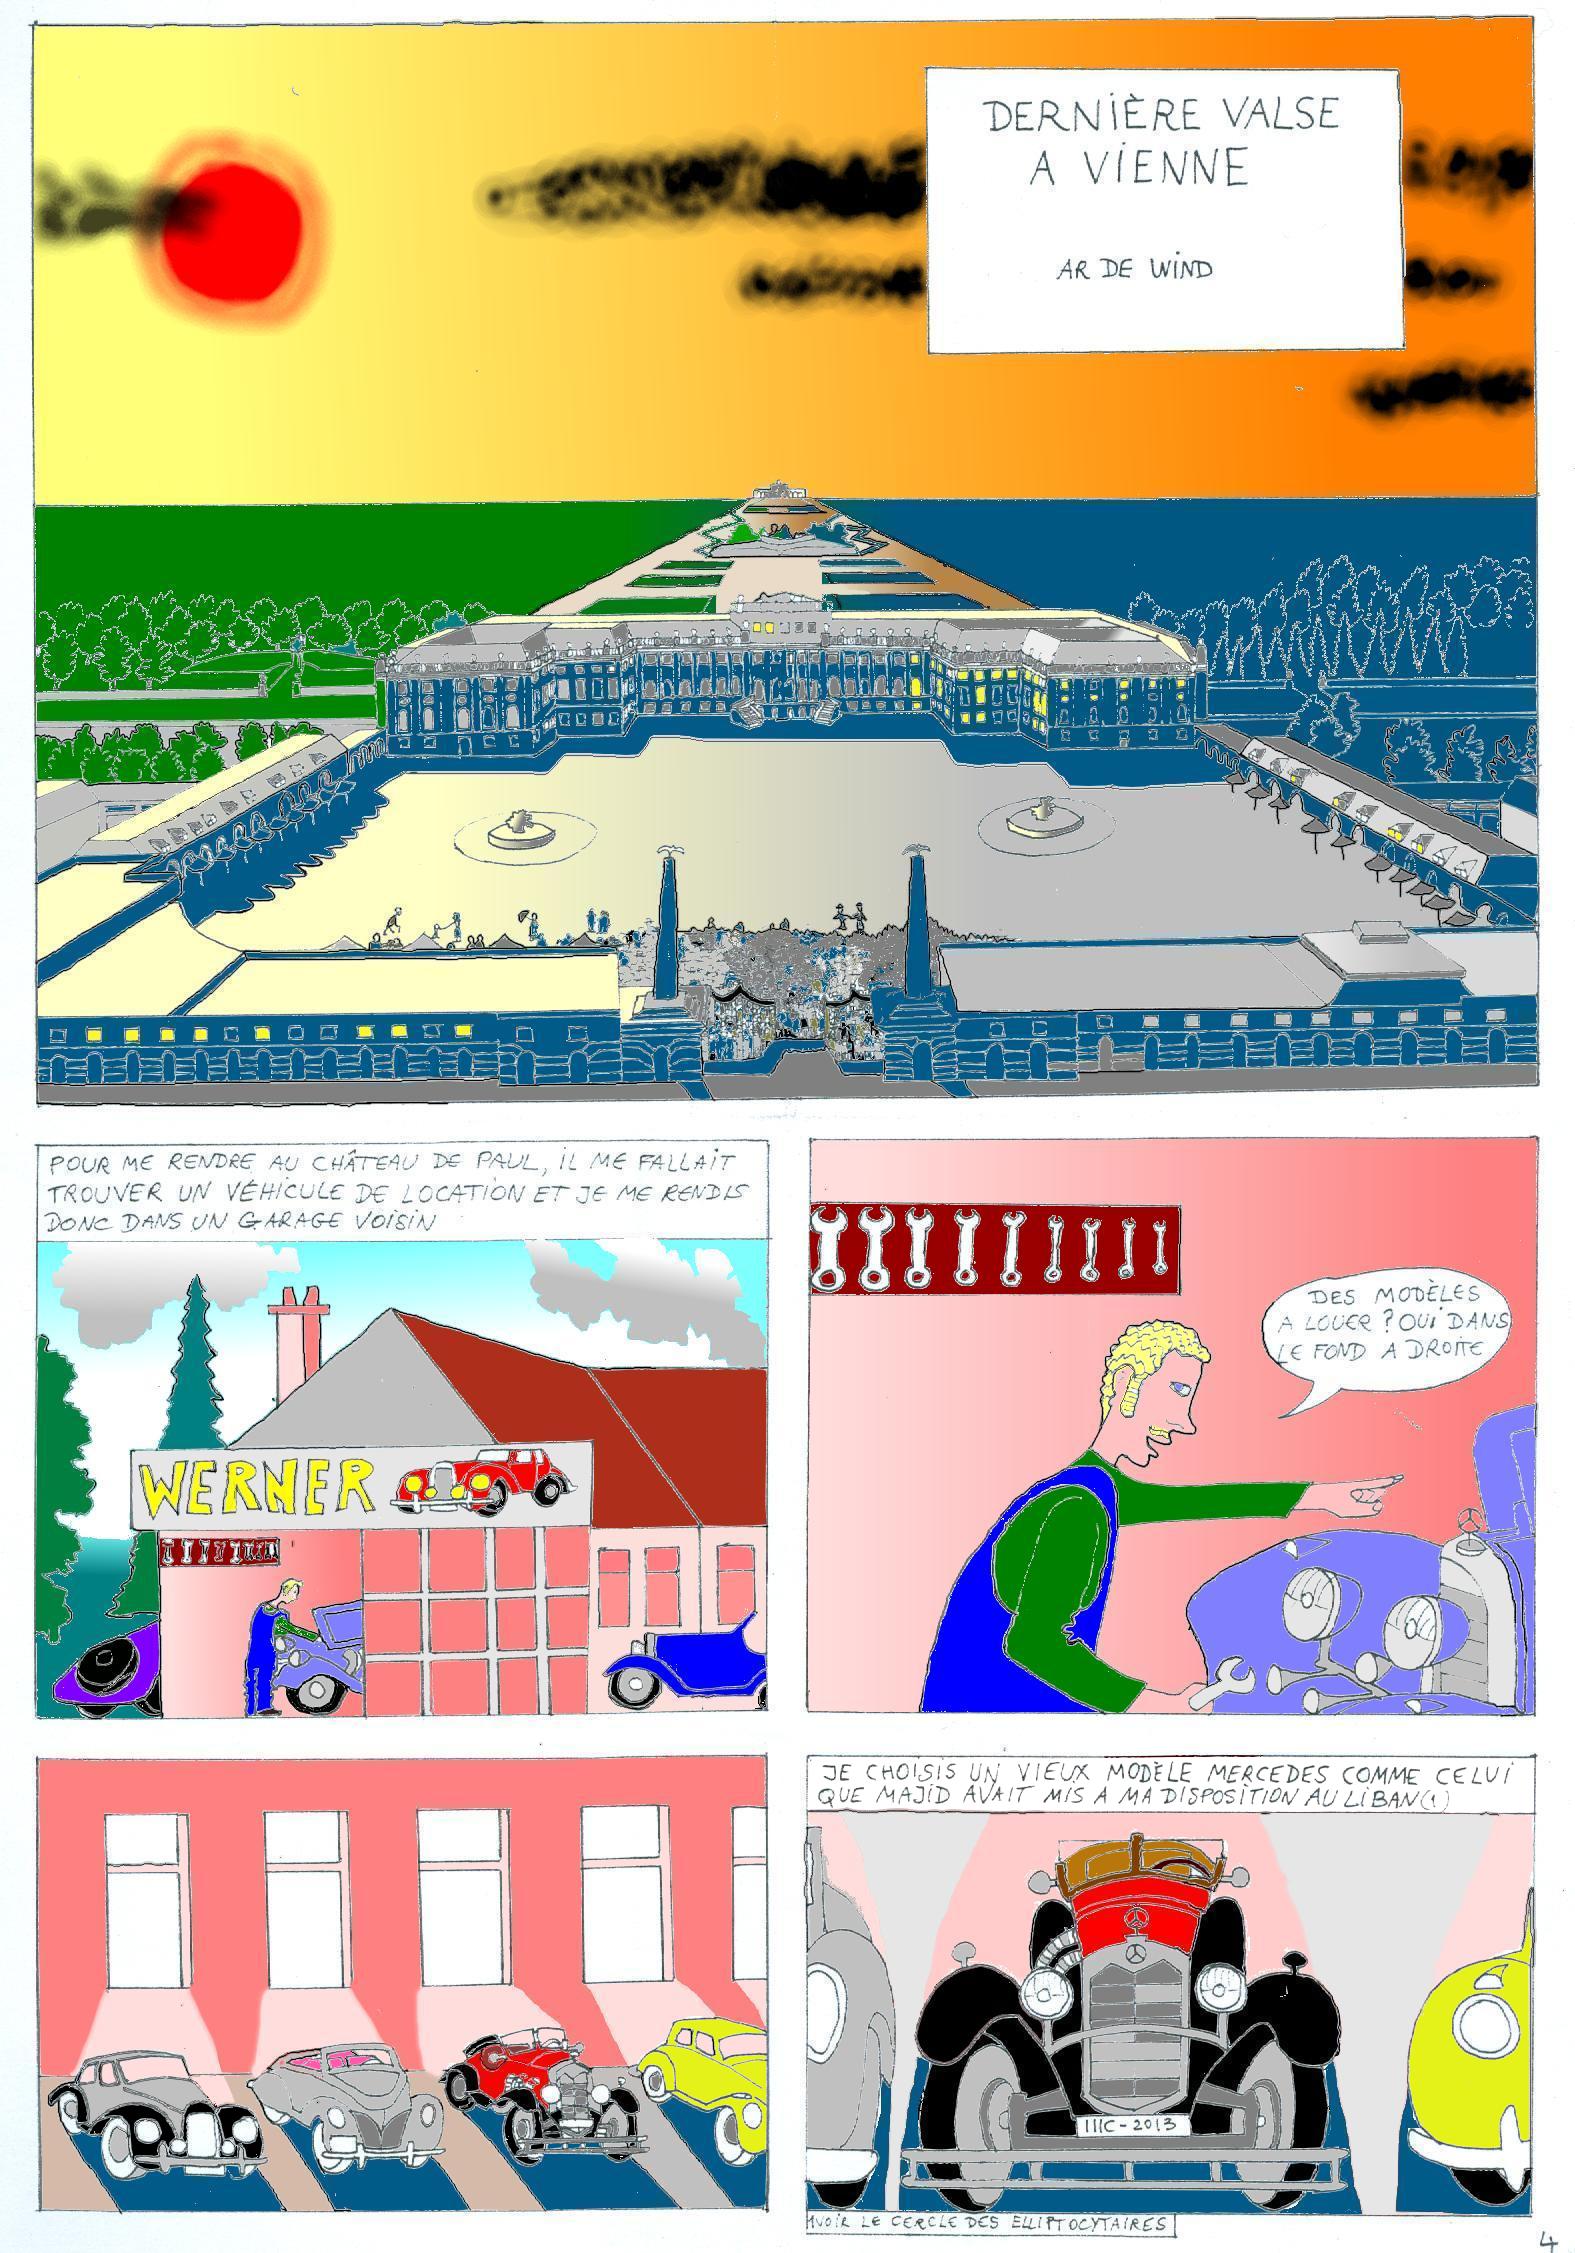 DERNIÈRE VALSE
A VIENNE
AR DE WIND
POUR ME RENDRE AU CHÂTEAU DE PAUL, IL ME FALLAIT
TROUVER UN VÉHICULE DE LOCATION ET JE ME RENDIS
DONC DANS UN GARAGE VOISIN
WERNER
DES MODÈLES
A LOUER ? OUI DANS
LE FOND A DROITE
JE CHOISIS UN VIEUX MODÈLE MERCEDES COMME CELUI
QUE MAJID AVAIT MIS A MA DISPOSITION AU LIBAN (1)
IIIC-2013
1 VOIR LE CERCLE DES ELLIPTOCYTAIRES
4